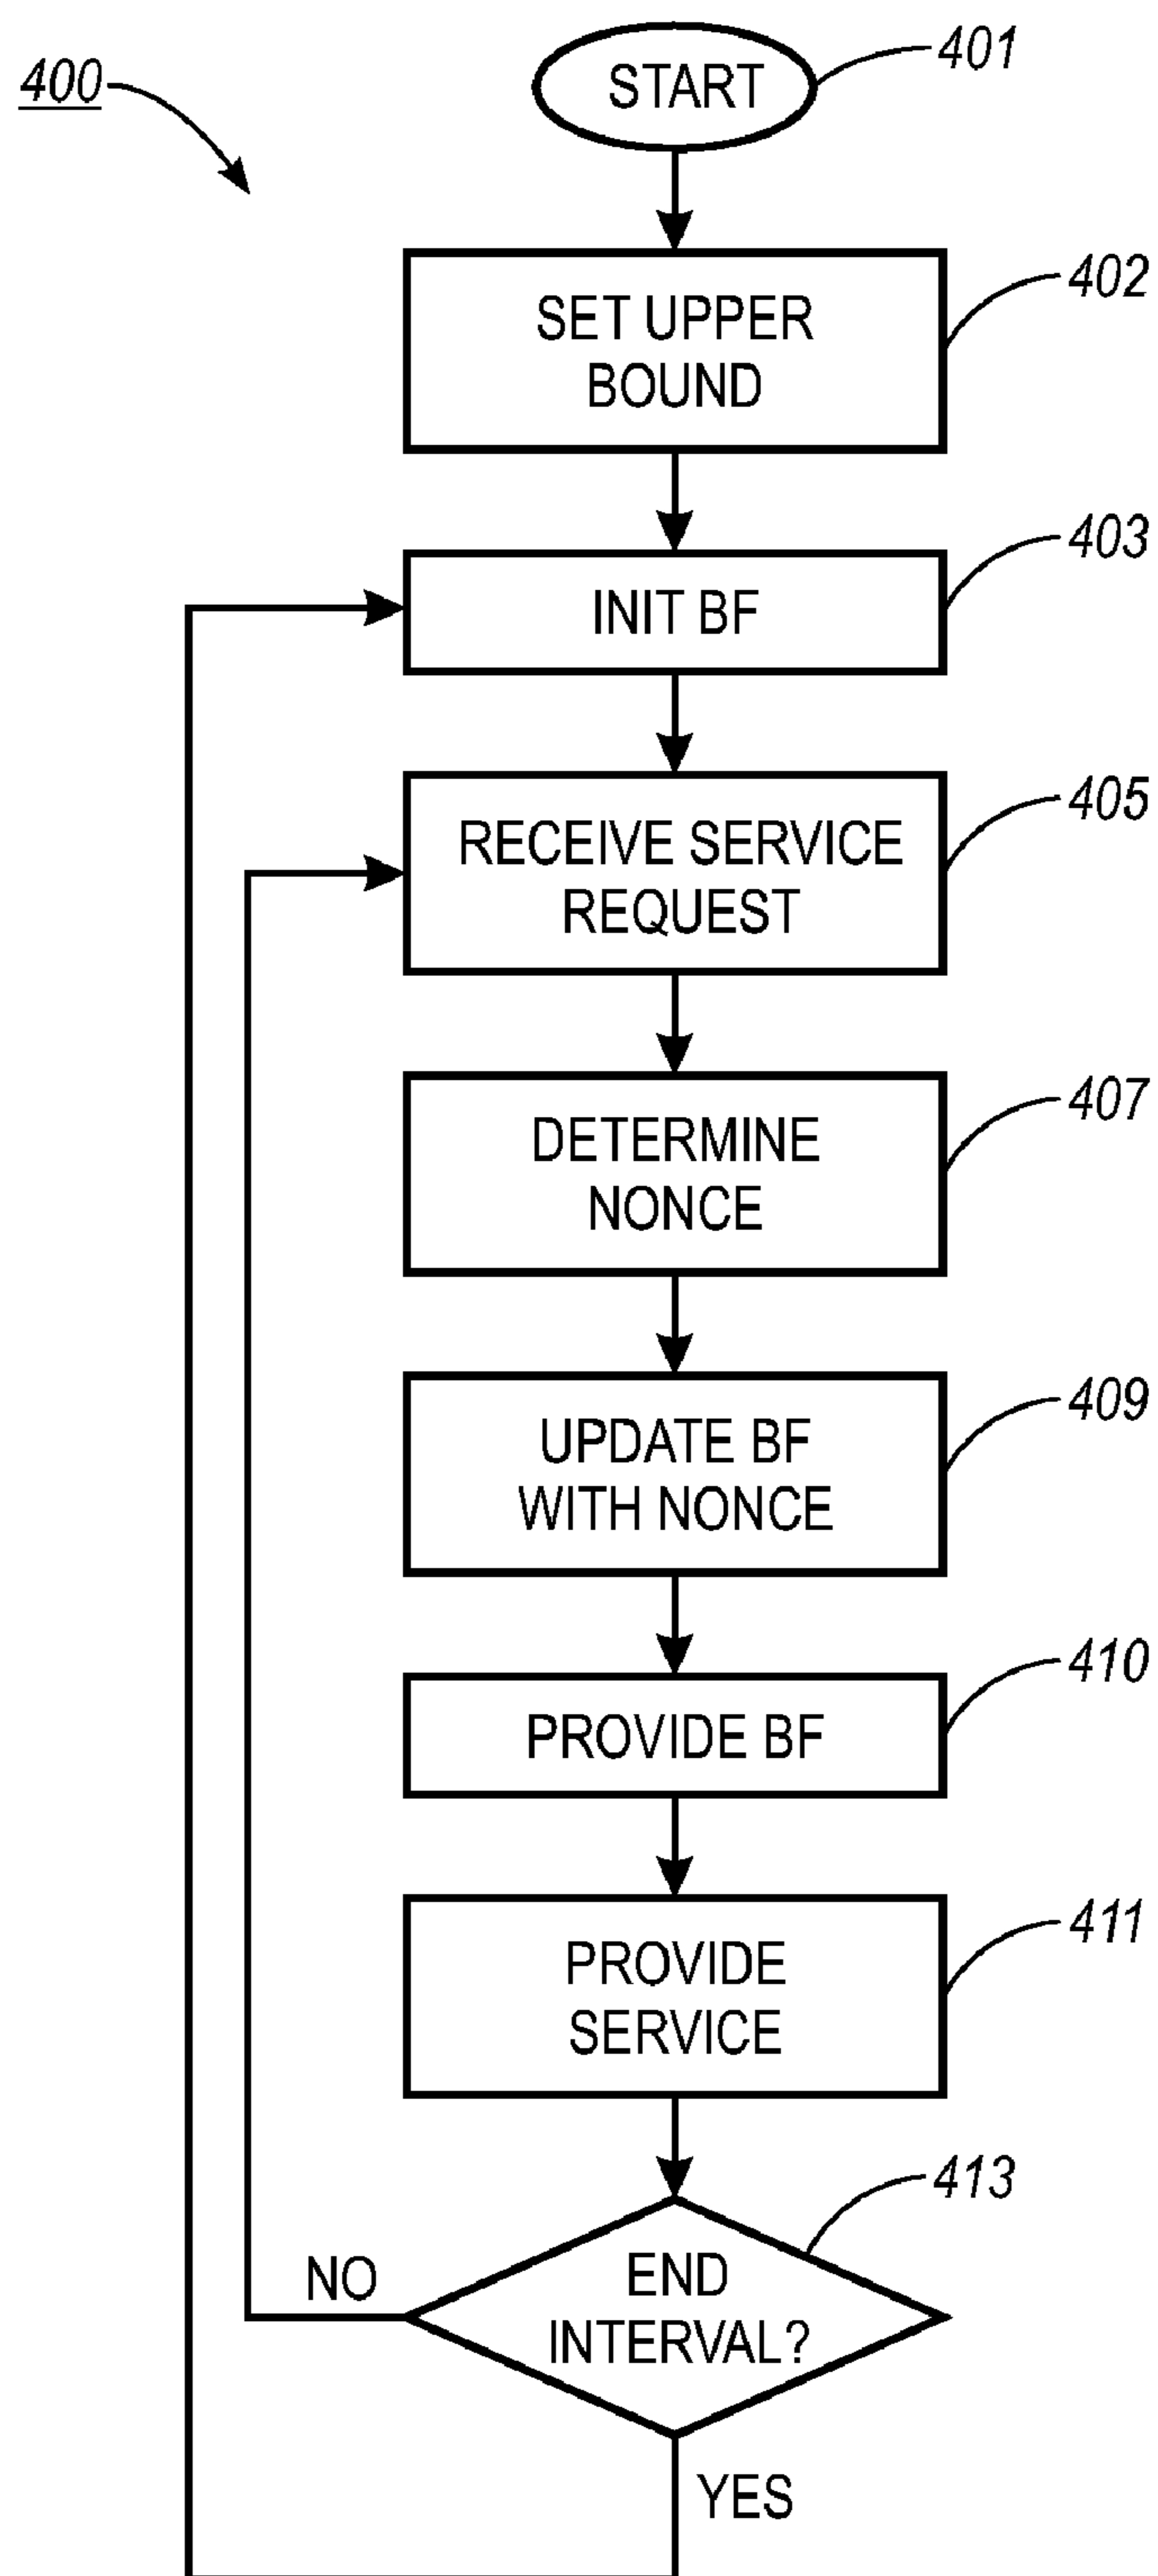 400
START
401
SET UPPER
BOUND
402
403
INIT BF
405
RECEIVE SERVICE
REQUEST
407
DETERMINE
NONCE
409
UPDATE BF
WITH NONCE
410
PROVIDE BF
411
PROVIDE
SERVICE
413
NO
END
INTERVAL?
YES